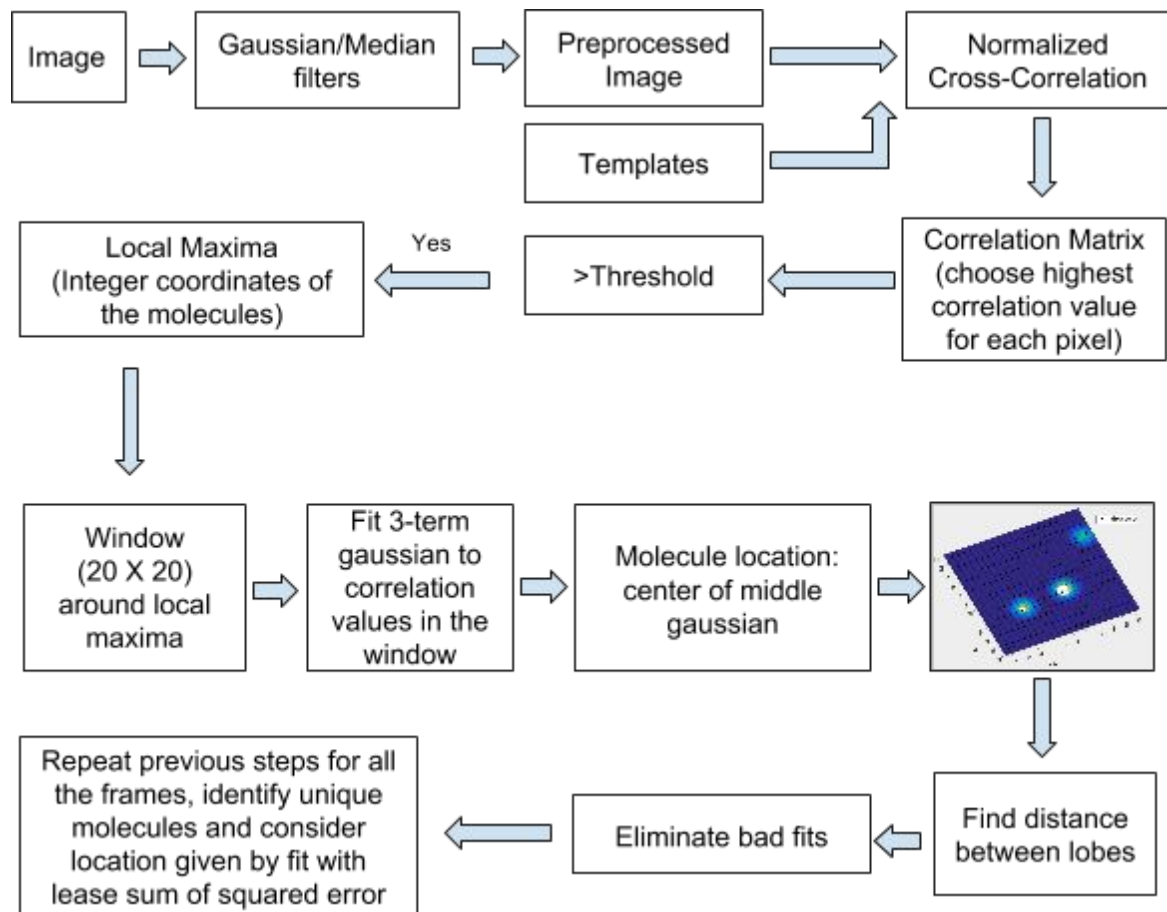 Image
Gaussian/Median
filters
Preprocessed
Image
Normalized
Cross-Correlation
Templates
Local Maxima
(Integer coordinates of
the molecules)
Yes
>Threshold
Correlation Matrix
(choose highest
correlation value
for each pixel)
Window
(20 X 20)
around local
maxima
Fit 3-term
gaussian to
correlation
values in the
window
Molecule location:
center of middle
gaussian
Repeat previous steps for all
the frames, identify unique
molecules and consider
location given by fit with
lease sum of squared error
Eliminate bad fits
Find distance
between lobes